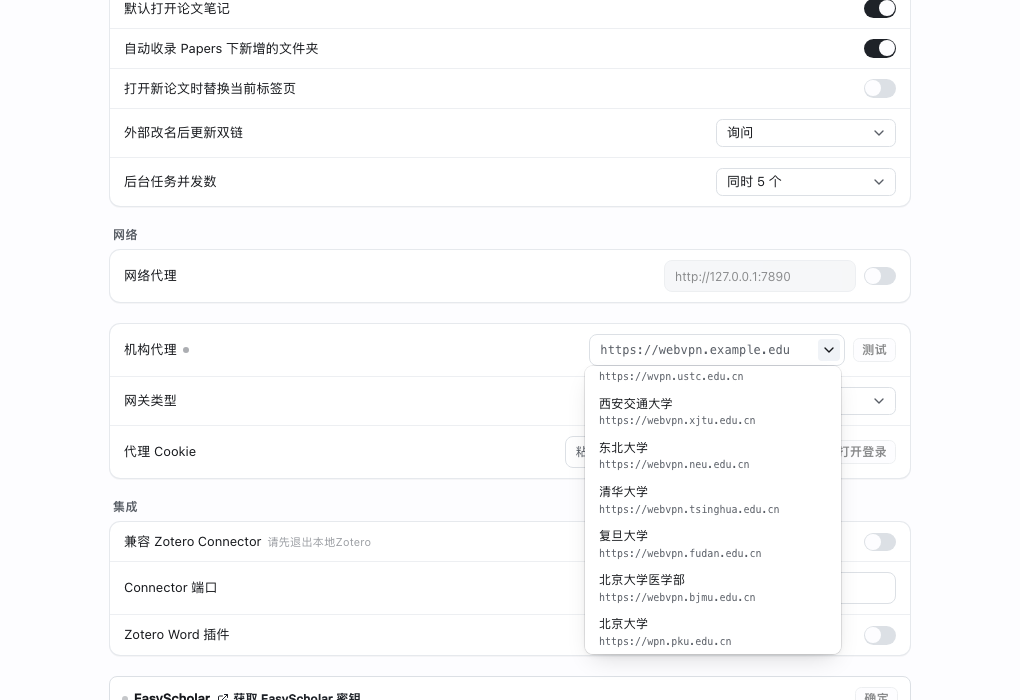 默认打开论文笔记
自动收录 Papers 下新增的文件夹
打开新论文时替换当前标签页
外部改名后更新双链
询问
后台任务并发数
同时 5 个
网络
网络代理
http://127.0.0.1:7890
机构代理
https://webvpn.example.edu
测试
https://wvpn.ustc.edu.cn
网关类型
西安交通大学
https://webvpn.xjtu.edu.cn
代理 Cookie
粘
东北大学
https://webvpn.neu.edu.cn
打开登录
清华大学
https://webvpn.tsinghua.edu.cn
集成
复旦大学
https://webvpn.fudan.edu.cn
兼容 Zotero Connector 请先退出本地Zotero
北京大学医学部
https://webvpn.bjmu.edu.cn
Connector 端口
北京大学
https://wpn.pku.edu.cn
Zotero Word 插件
EasyScholar 获取 EasyScholar 密钥
确定